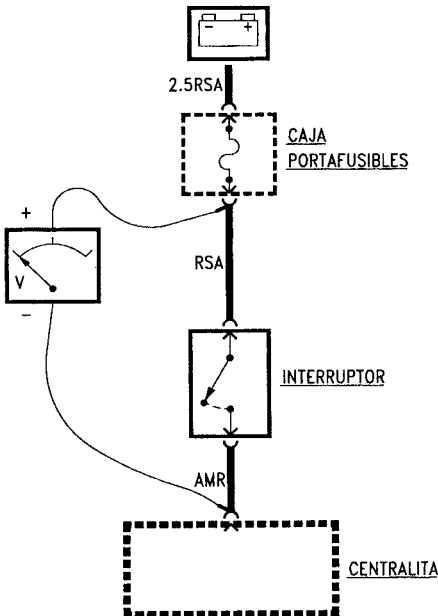 - +
2.5RSA
CAJA
PORTAFUSIBLES
+
RSA
V
-
INTERRUPTOR
AMR
CENTRALITA